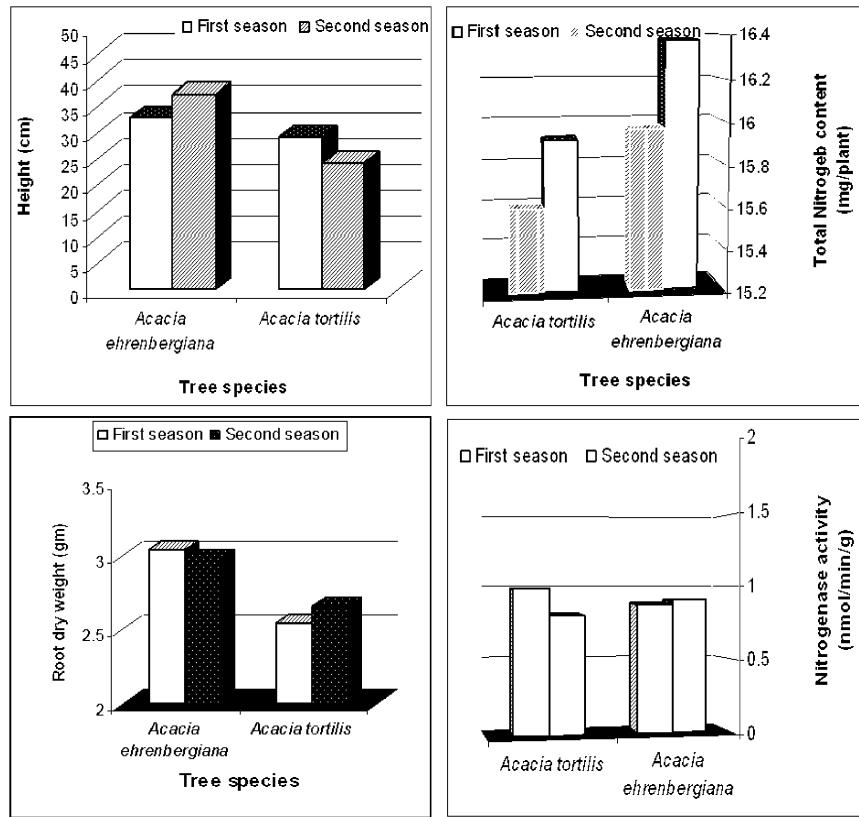 First season Second season
50
45
40
35
30
25
20
15
10
5
0
Height (cm)
Acacia
ehrenbergiana
Acacia tortilis
Tree species
First season Second season
16.4
16.2
16
15.8
15.6
15.4
15.2
Total Nitrogeb content
(mg/plant)
Acacia tortilis
Acacia
ehrenbergiana
Tree species
First season Second season
3.5
3
2.5
2
Root dry weight (gm)
Acacia
ehrenbergiana
Acacia tortilis
Tree species
First season Second season
2
1.5
1
0.5
0
Nitrogenase activity
(nmol/min/g)
Acacia tortilis
Acacia
ehrenbergiana